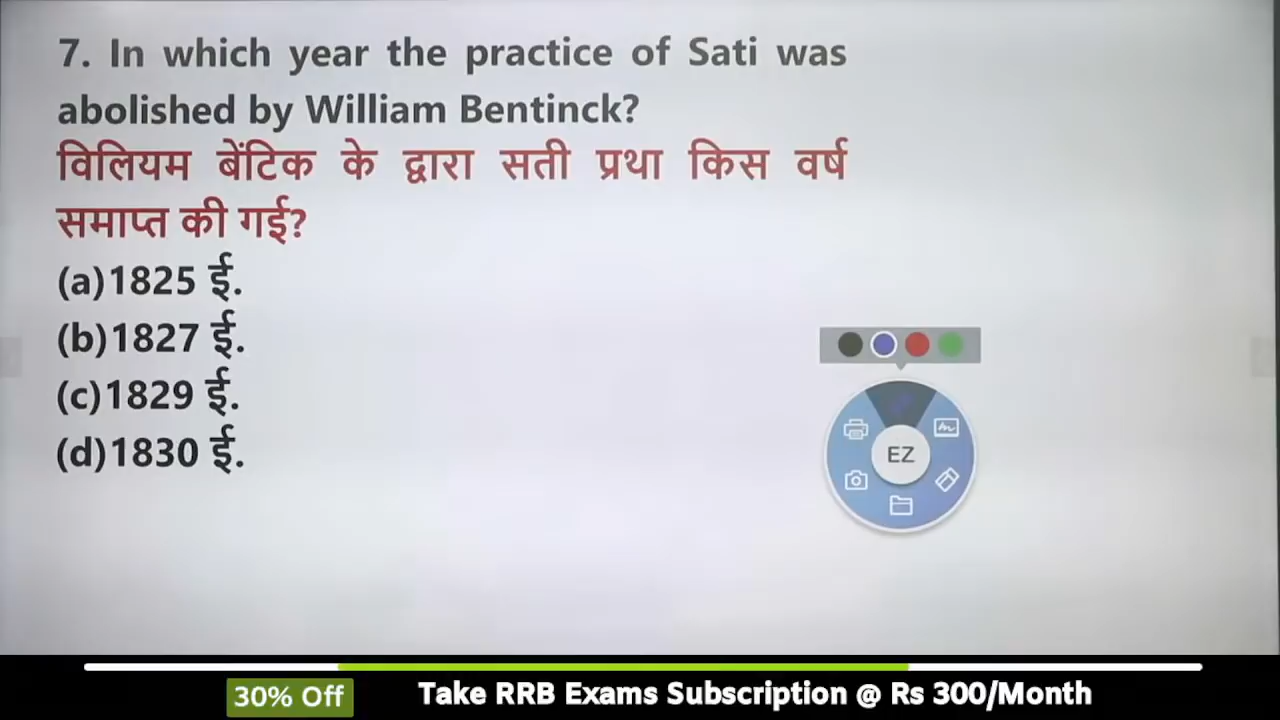 7. In which year the practice of Sati was
abolished by William Bentinck?
विलियम बेंटिक के द्वारा सती प्रथा किस वर्ष
समाप्त की गई?
(a)1825 ई.
(b)1827 ई.
(c)1829 ई.
(d)1830 ई.
EZ
30% Off
Take RRB Exams Subscription @ Rs 300/Month